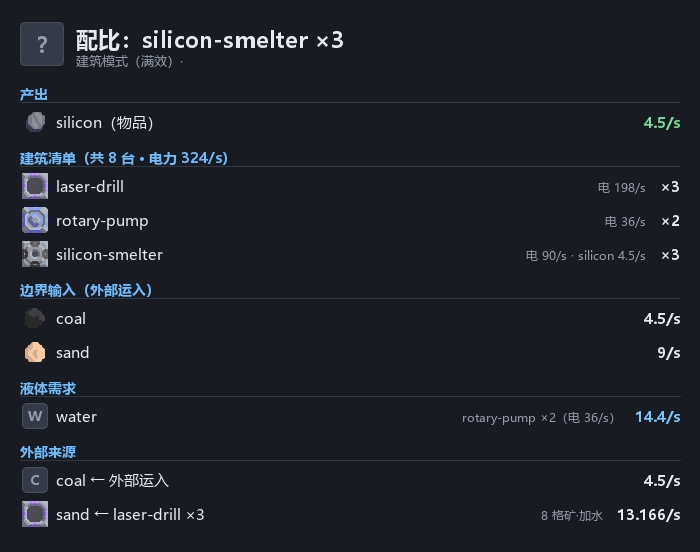 ?
配比：silicon-smelter ×3
建筑模式（满效）·
产出
silicon（物品） 4.5/s
建筑清单（共 8 台 • 电力 324/s）
laser-drill 电 198/s ×3
rotary-pump 电 36/s ×2
silicon-smelter 电 90/s · silicon 4.5/s ×3
边界输入（外部运入）
coal 4.5/s
sand 9/s
液体需求
W water rotary-pump ×2（电 36/s） 14.4/s
外部来源
C coal ← 外部运入 4.5/s
sand ← laser-drill ×3 8 格矿·加水 13.166/s